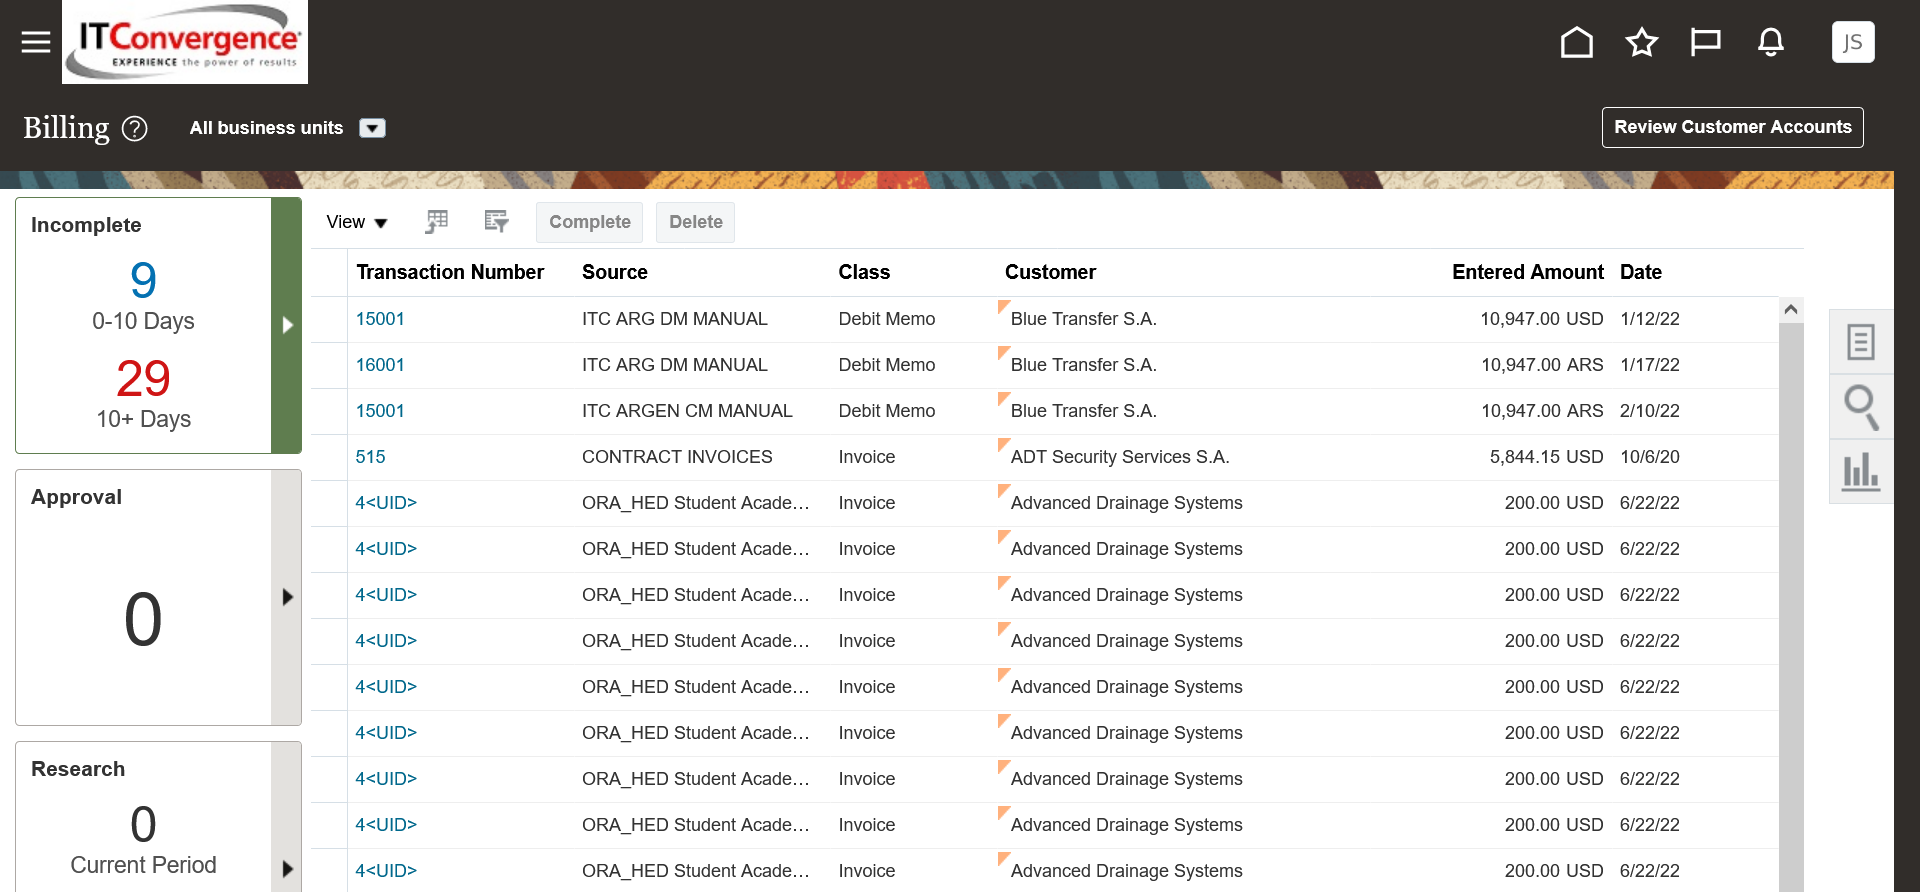 ITConvergence
EXPERIENCE the power of results
JS
Billing ? All business units
Review Customer Accounts
Incomplete
9
0-10 Days
29
10+ Days
Approval
0
Research
0
Current Period
View Complete Delete
Transaction Number Source Class Customer Entered Amount Date
15001 ITC ARG DM MANUAL Debit Memo Blue Transfer S.A. 10,947.00 USD 1/12/22
16001 ITC ARG DM MANUAL Debit Memo Blue Transfer S.A. 10,947.00 ARS 1/17/22
15001 ITC ARGEN CM MANUAL Debit Memo Blue Transfer S.A. 10,947.00 ARS 2/10/22
515 CONTRACT INVOICES Invoice ADT Security Services S.A. 5,844.15 USD 10/6/20
4<UID> ORA_HED Student Acade... Invoice Advanced Drainage Systems 200.00 USD 6/22/22
4<UID> ORA_HED Student Acade... Invoice Advanced Drainage Systems 200.00 USD 6/22/22
4<UID> ORA_HED Student Acade... Invoice Advanced Drainage Systems 200.00 USD 6/22/22
4<UID> ORA_HED Student Acade... Invoice Advanced Drainage Systems 200.00 USD 6/22/22
4<UID> ORA_HED Student Acade... Invoice Advanced Drainage Systems 200.00 USD 6/22/22
4<UID> ORA_HED Student Acade... Invoice Advanced Drainage Systems 200.00 USD 6/22/22
4<UID> ORA_HED Student Acade... Invoice Advanced Drainage Systems 200.00 USD 6/22/22
4<UID> ORA_HED Student Acade... Invoice Advanced Drainage Systems 200.00 USD 6/22/22
4<UID> ORA_HED Student Acade... Invoice Advanced Drainage Systems 200.00 USD 6/22/22